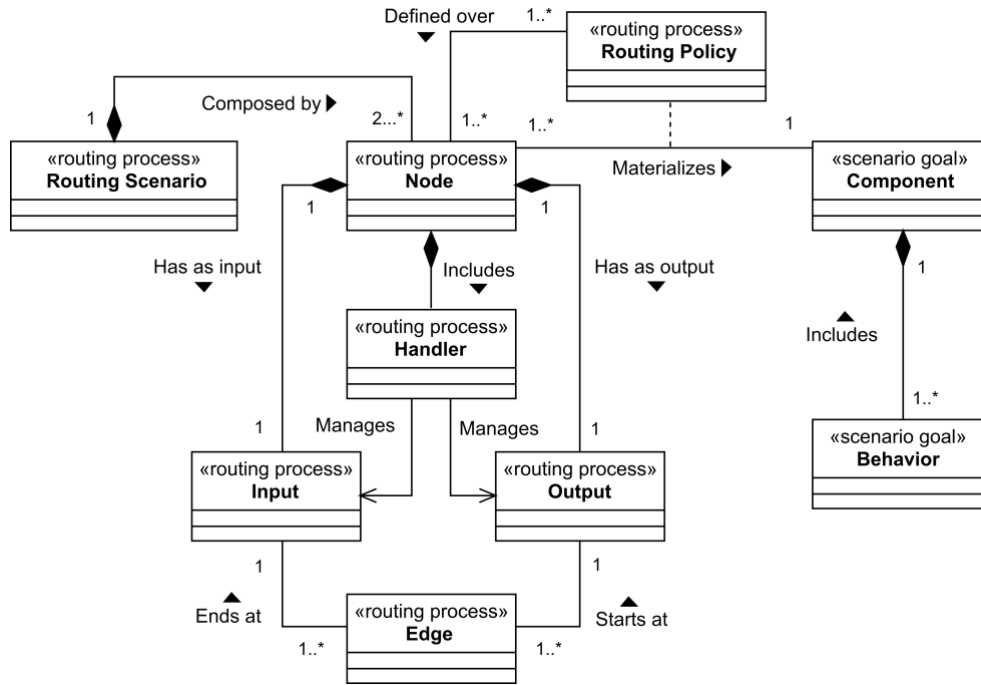 Defined over
1..*
«routing process»
Routing Policy
Composed by
1
2...*
1..*
1..*
1
«routing process»
Routing Scenario
«routing process»
Node
Materializes
«scenario goal»
Component
1
1
1
Has as input
Includes
Has as output
Includes
«routing process»
Handler
1
Manages
Manages
1
1..*
«routing process»
Input
«routing process»
Output
«scenario goal»
Behavior
1
1
Ends at
Starts at
«routing process»
Edge
1..*
1..*